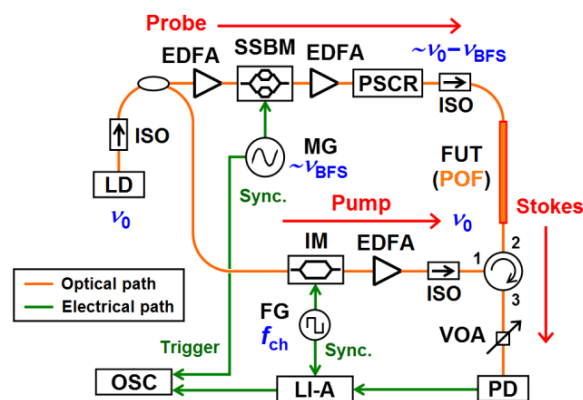 Probe
EDFA
SSBM
EDFA
~ν0−νBFS
PSCR
ISO
ISO
MG
~νBFS
LD
ν0
Sync.
FUT
(POF)
Pump
ν0
Stokes
IM
EDFA
1
2
3
ISO
Optical path
Electrical path
FG
fch
VOA
Trigger
Sync.
OSC
LI-A
PD